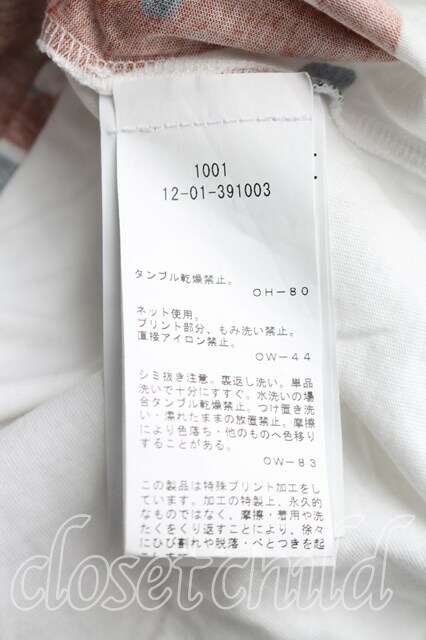 1001
12-01-391003
タンブル乾燥禁止。
OH-80
ネット使用。
プリント部分、もみ洗い禁止。
直接アイロン禁止。
OW-44
シミ抜き注意。裏返し洗い。単品
洗いで十分にすすぐ。水洗いの場
合タンブル乾燥禁止。つけ置き洗
い・濡れたままの放置禁止。摩擦
により色落ち・他のものへ色移り
することがある。
OW-83
この製品は特殊プリント加工をし
ています。加工の特製上、永久的
なものではなく、摩擦・着用や洗
たくをくり返すことにより、徐々
にひび割れや脱落・べとつきを起
closet child